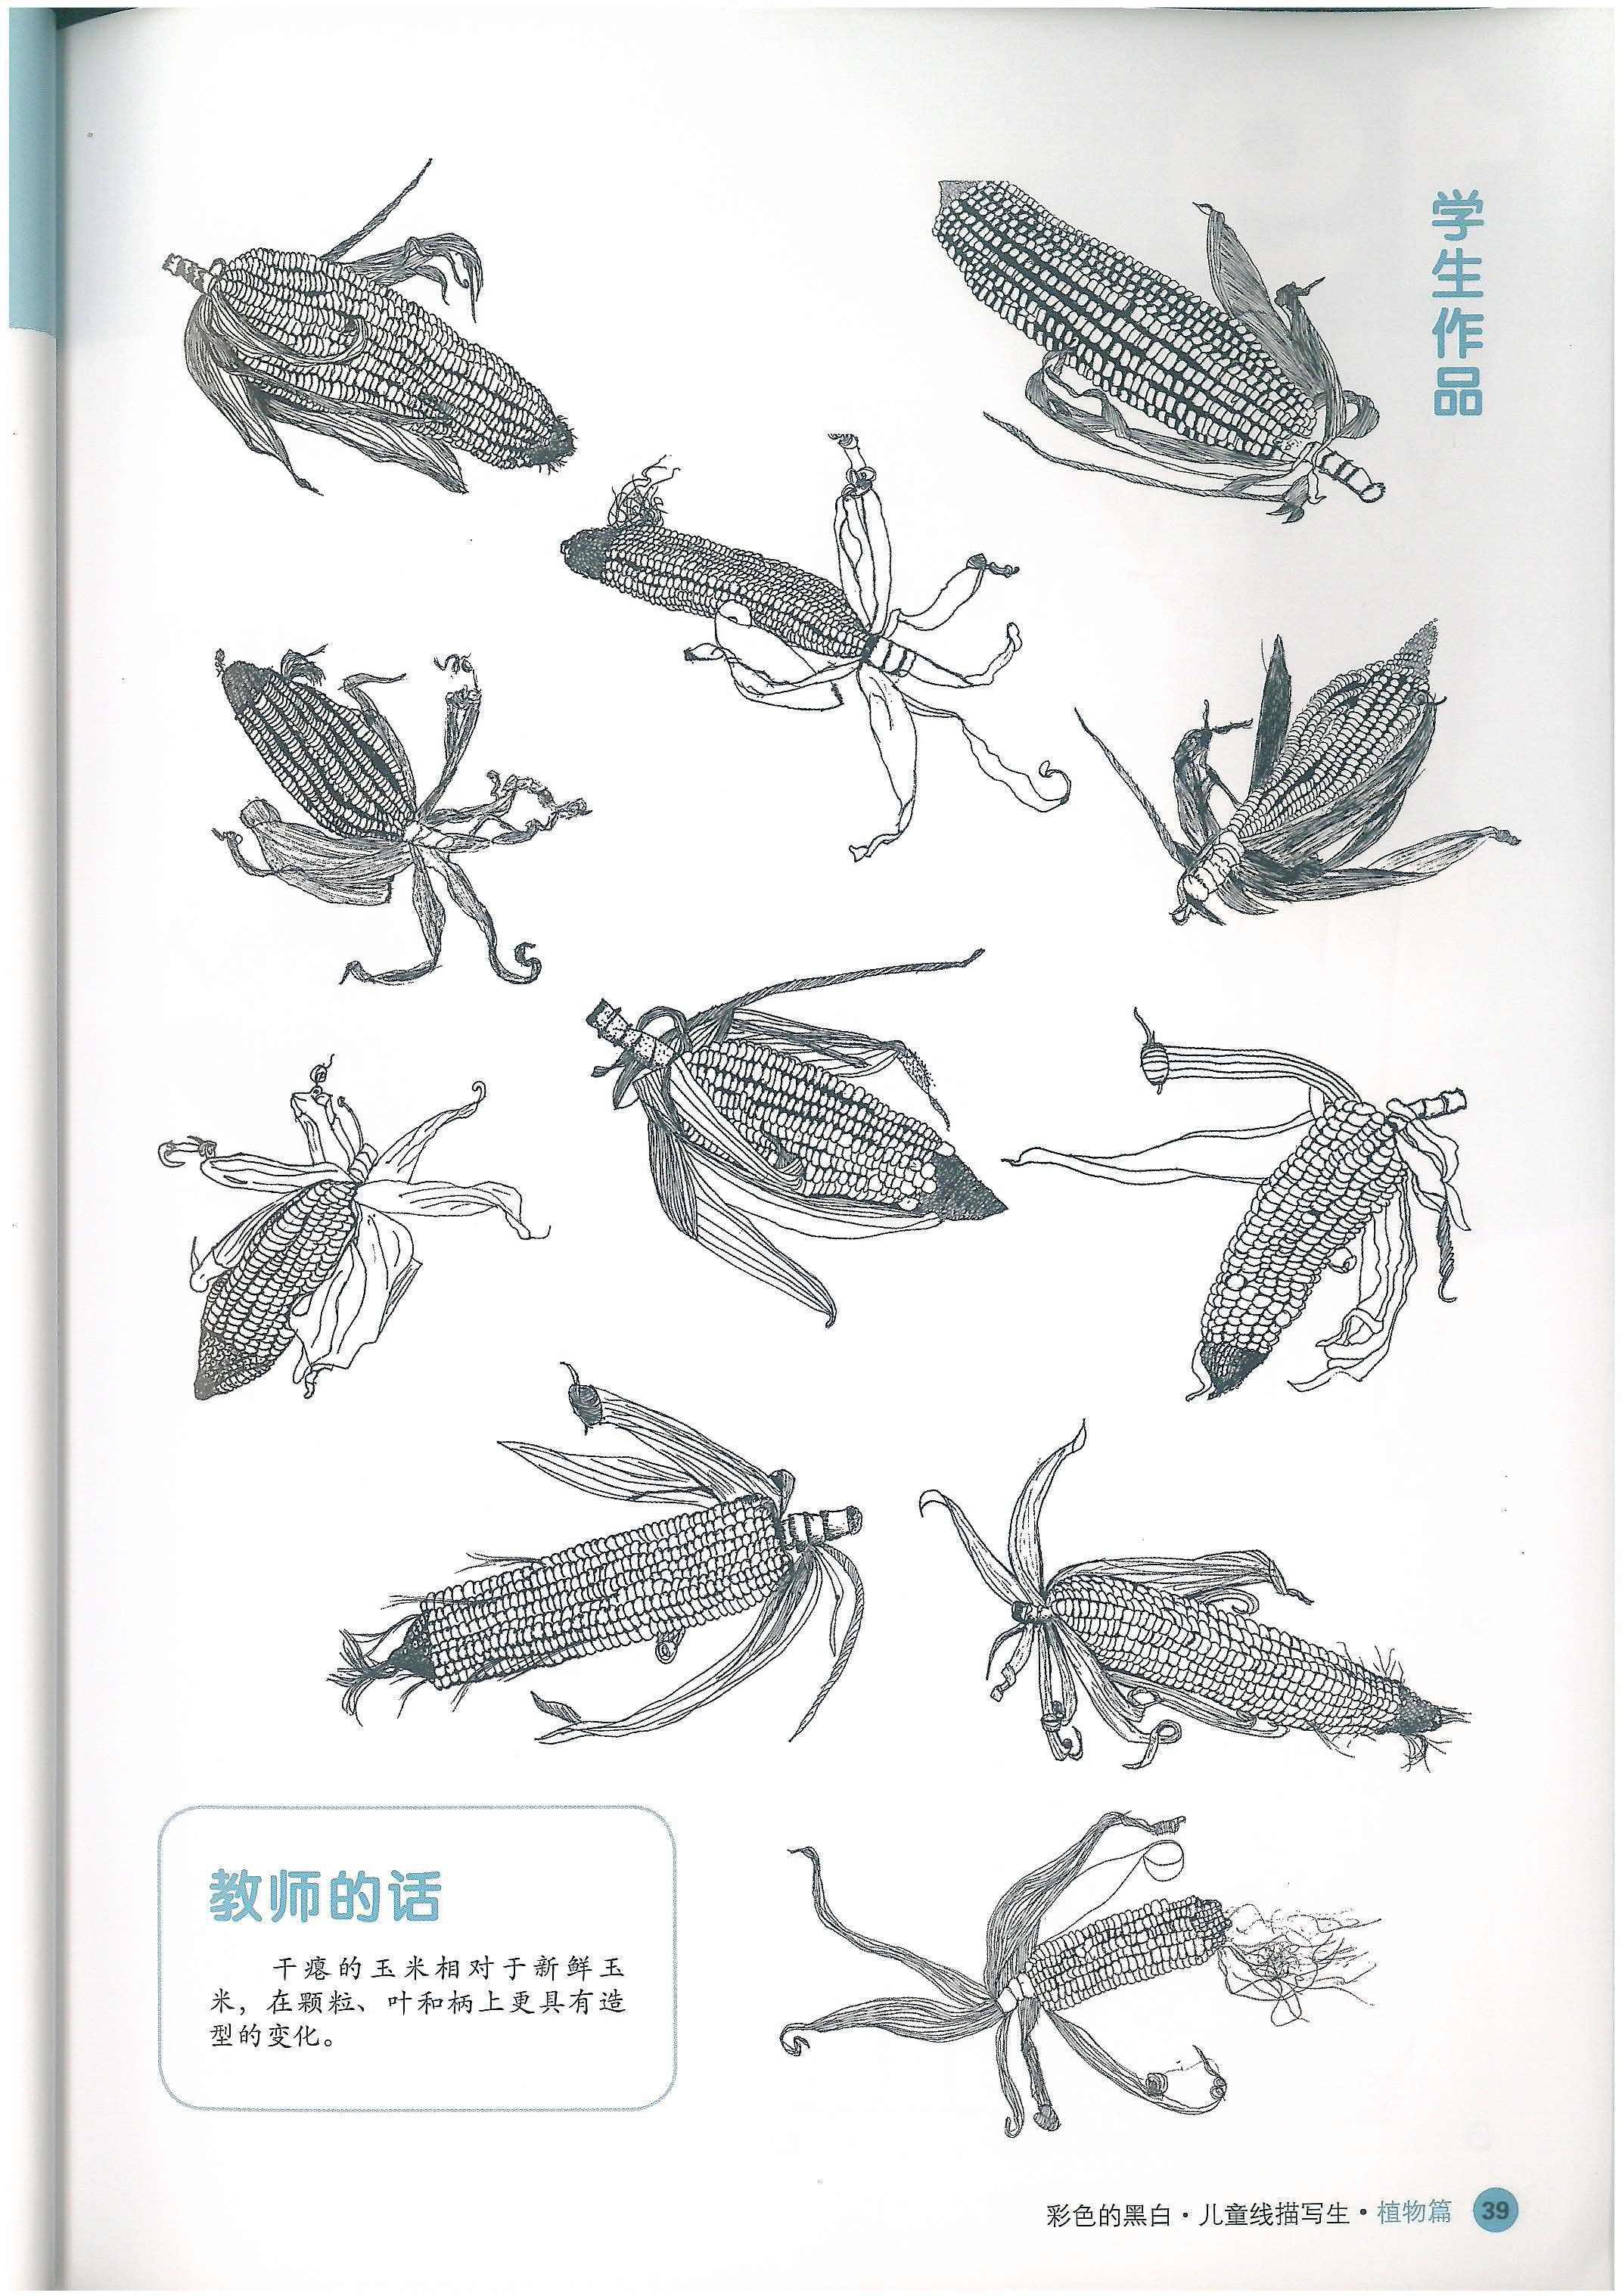 学生作品
教师的话
干瘪的玉米相对于新鲜玉
米，在颗粒、叶和柄上更具有造
型的变化。
彩色的黑白·儿童线描写生·植物篇 39